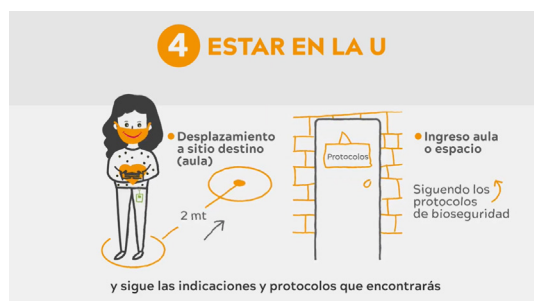 4 ESTAR EN LA U
Desplazamiento
a sitio destino
(aula)
2 mt
Protocolos
Ingreso aula
o espacio
Siguiendo los
protocolos
de bioseguridad
y sigue las indicaciones y protocolos que encontrarás